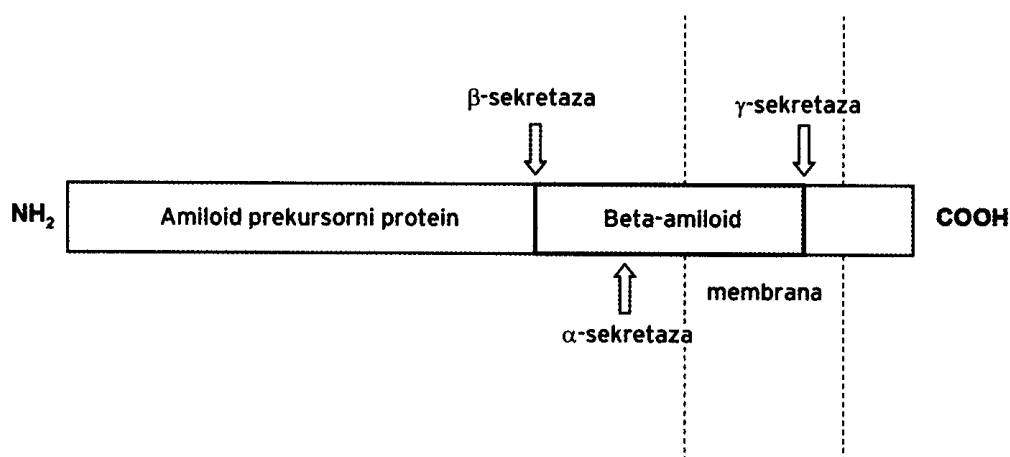 β-sekretaza
γ-sekretaza
NH₂
Amiloid prekursorni protein
Beta-amiloid
COOH
membrana
α-sekretaza